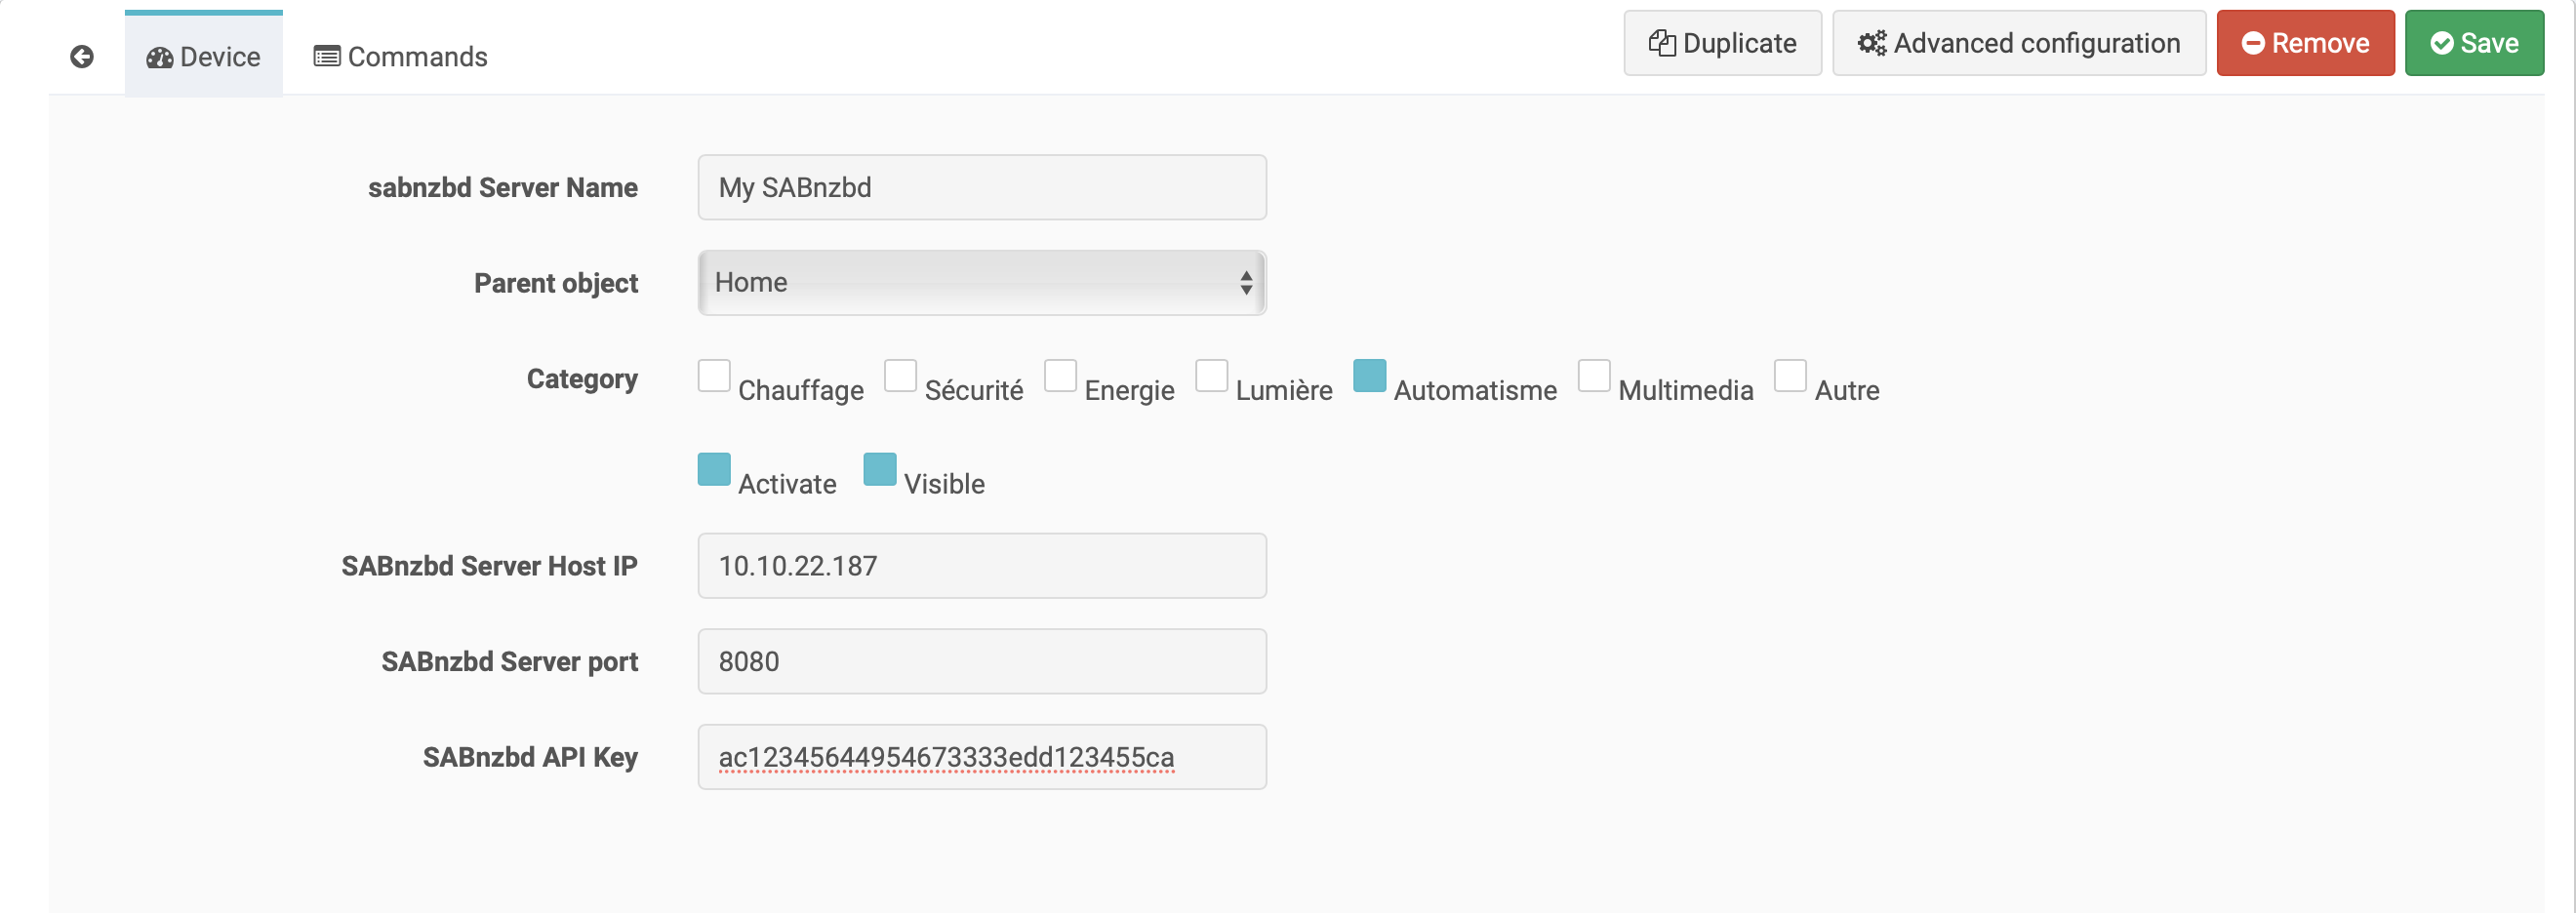 Device
Commands
Duplicate
Advanced configuration
Remove
Save
sabnzbd Server Name
My SABnzbd
Parent object
Home
Category
Chauffage
Sécurité
Energie
Lumière
Automatisme
Multimedia
Autre
Activate
Visible
SABnzbd Server Host IP
10.10.22.187
SABnzbd Server port
8080
SABnzbd API Key
ac12345644954673333edd123455ca